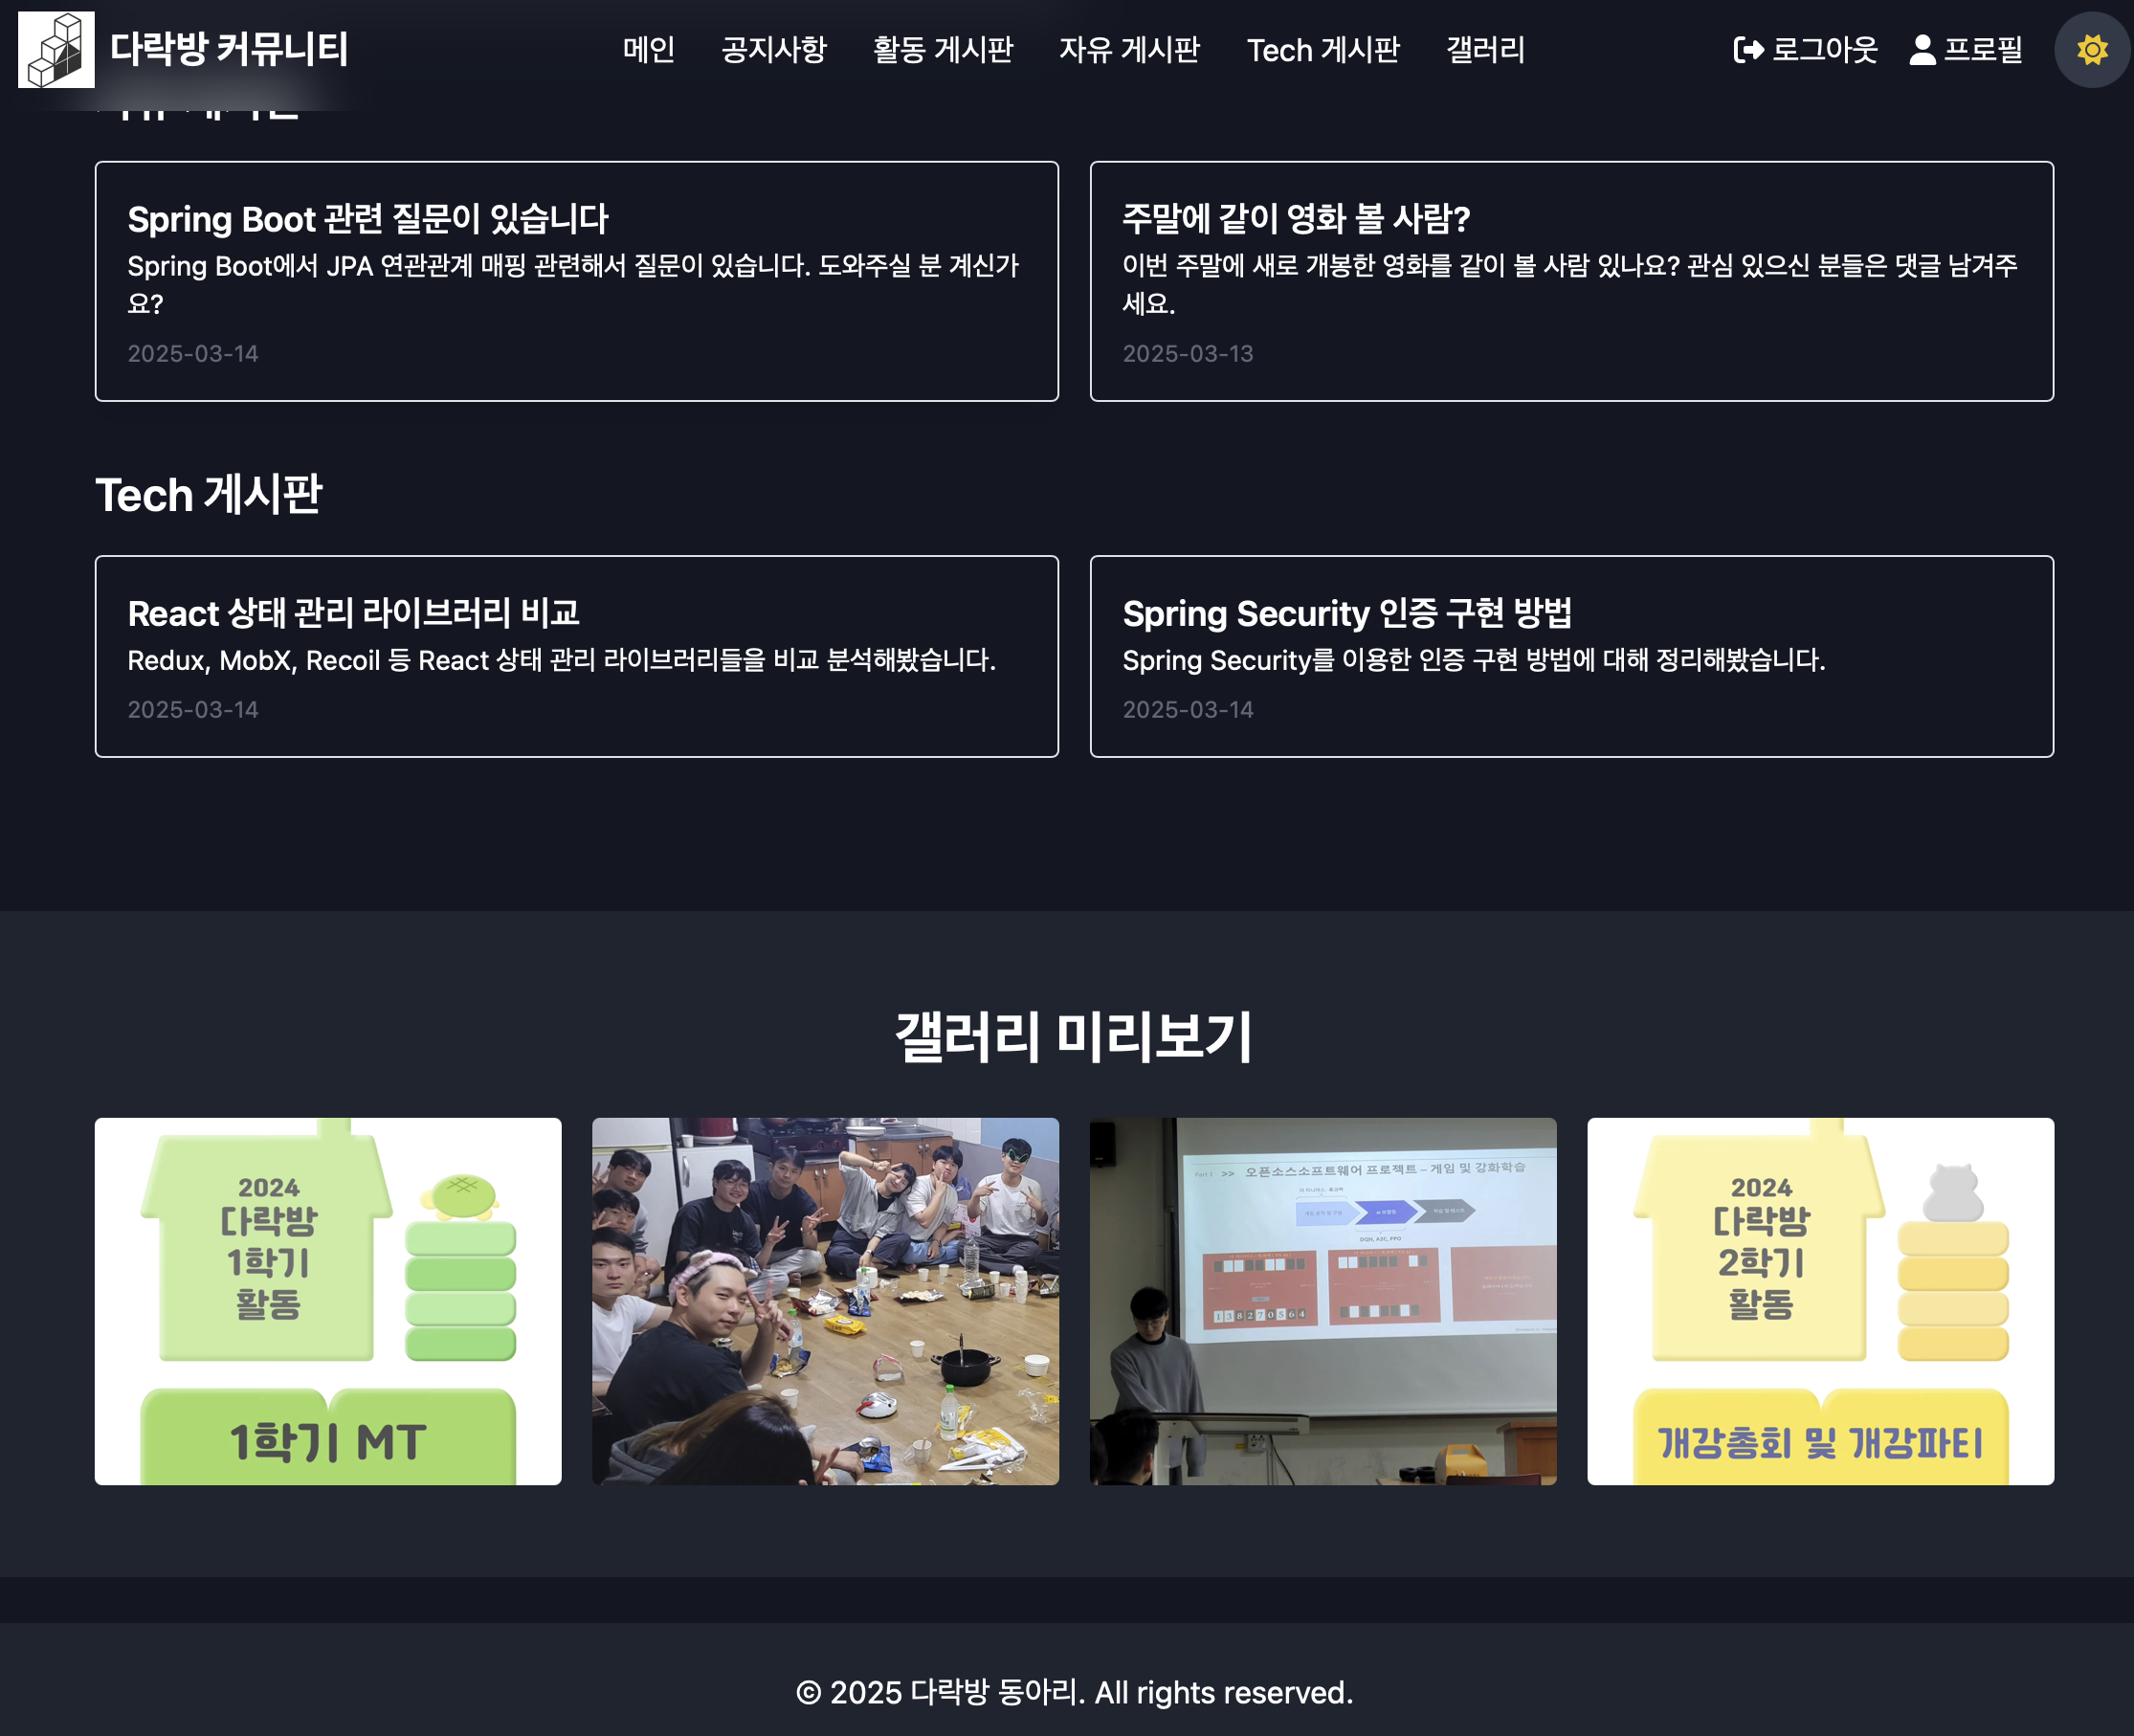 다락방 커뮤니티
메인 공지사항 활동 게시판 자유 게시판 Tech 게시판 갤러리
로그아웃 프로필
Spring Boot 관련 질문이 있습니다
Spring Boot에서 JPA 연관관계 매핑 관련해서 질문이 있습니다. 도와주실 분 계신가
요?
2025-03-14
주말에 같이 영화 볼 사람?
이번 주말에 새로 개봉한 영화를 같이 볼 사람 있나요? 관심 있으신 분들은 댓글 남겨주
세요.
2025-03-13
Tech 게시판
React 상태 관리 라이브러리 비교
Redux, MobX, Recoil 등 React 상태 관리 라이브러리들을 비교 분석해봤습니다.
2025-03-14
Spring Security 인증 구현 방법
Spring Security를 이용한 인증 구현 방법에 대해 정리해봤습니다.
2025-03-14
갤러리 미리보기
2024
다락방
1학기
활동
1학기 MT
Part 1 >> 오픈소스소프트웨어 프로젝트 – 게임 및 강화학습
DQN, A2C, PPO
1 3 8 2 7 0 5 6 4
2024
다락방
2학기
활동
개강총회 및 개강파티
© 2025 다락방 동아리. All rights reserved.